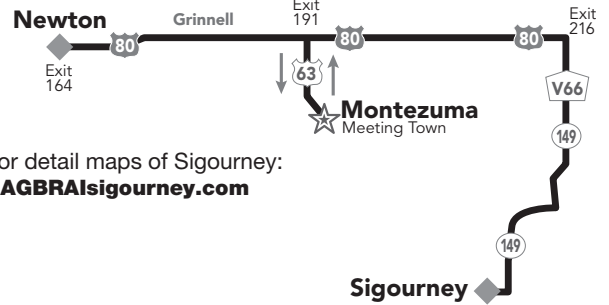 Newton
Grinnell
Exit
191
Exit
216
80
80
80
Exit
164
63
V66
Montezuma
Meeting Town
149
or detail maps of Sigourney:
AGBRAIsigourney.com
149
Sigourney